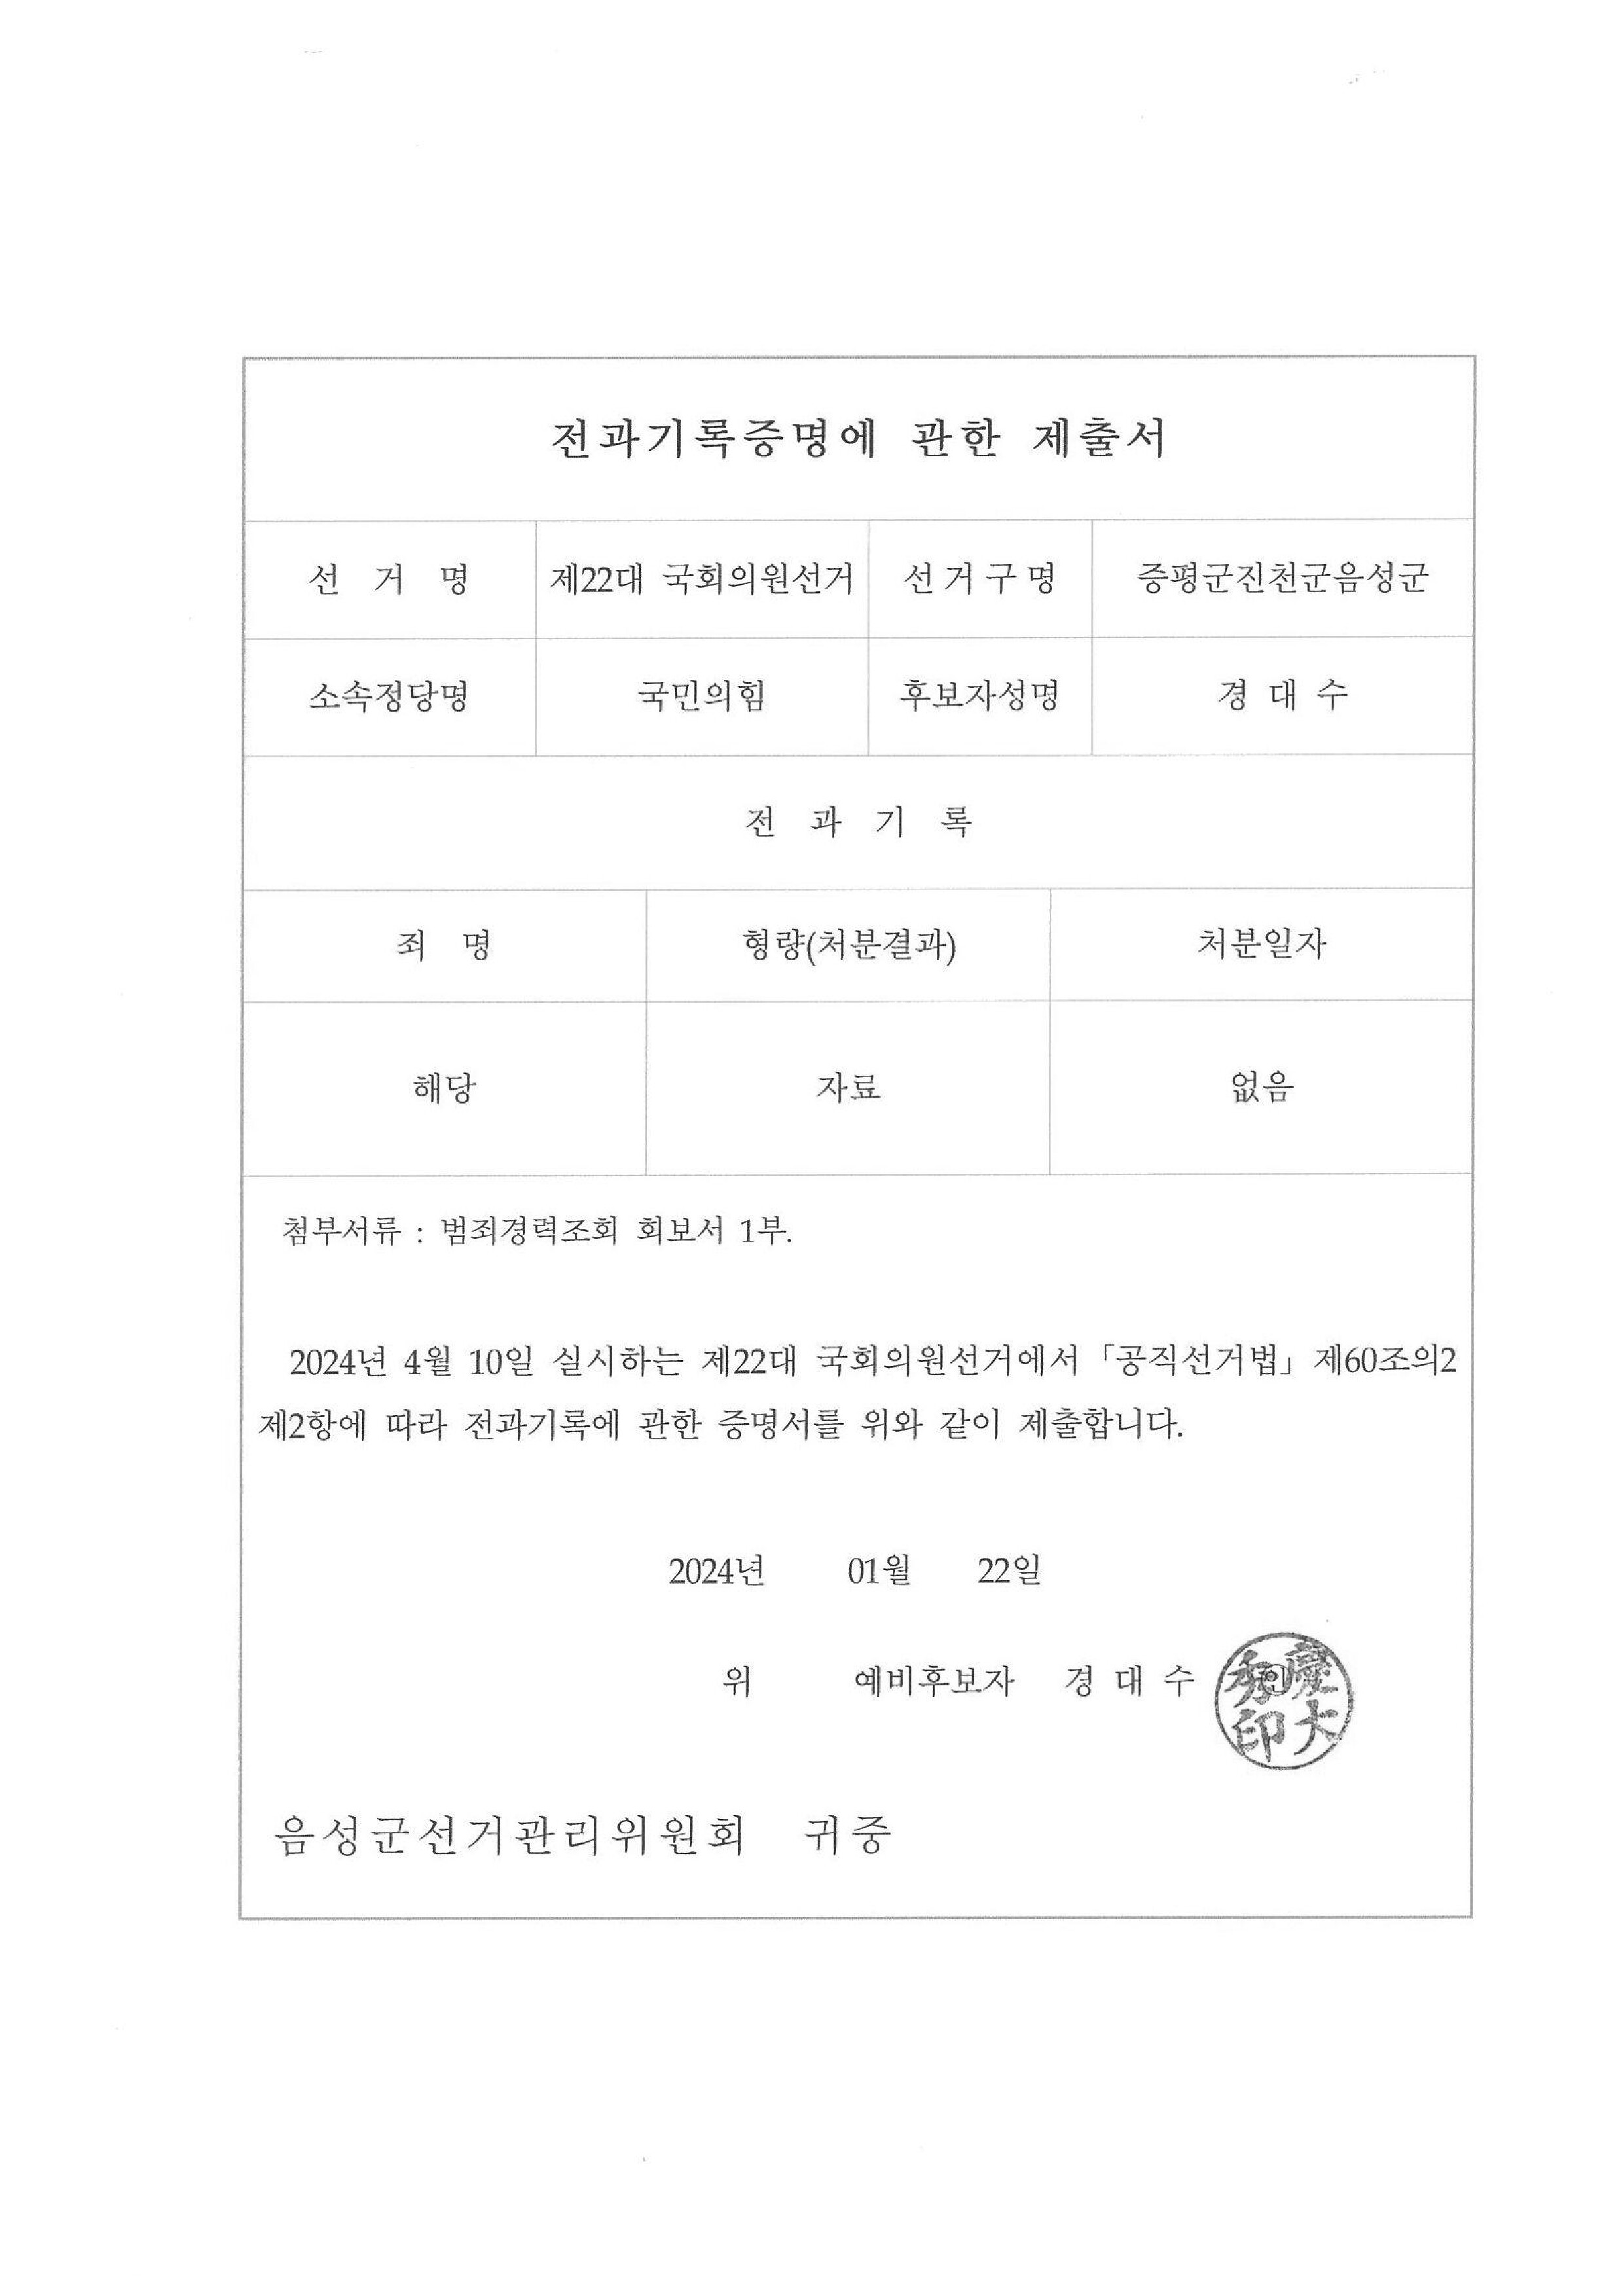 전과기록증명에 관한 제출서
선 거 명 제22대 국회의원선거 선거구명 증평군진천군음성군
소속정당명 국민의힘 후보자성명 경 대 수
전 과 기 록
죄 명 형량(처분결과) 처분일자
해당 자료 없음
첨부서류 : 범죄경력조회 회보서 1부.
2024년 4월 10일 실시하는 제22대 국회의원선거에서 「공직선거법」 제60조의2
제2항에 따라 전과기록에 관한 증명서를 위와 같이 제출합니다.
2024년 01월 22일
위 예비후보자 경 대 수 ㊞
慶大秀印
음성군선거관리위원회 귀중